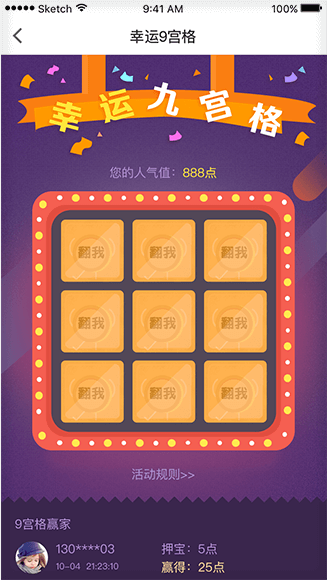 Sketch 9:41 AM 100%
幸运9宫格
幸运九宫格
您的人气值：888点
翻我 翻我 翻我
翻我 翻我 翻我
翻我 翻我 翻我
活动规则>>
9宫格赢家
130****03 押宝：5点
10-04 21:23:10 赢得：25点